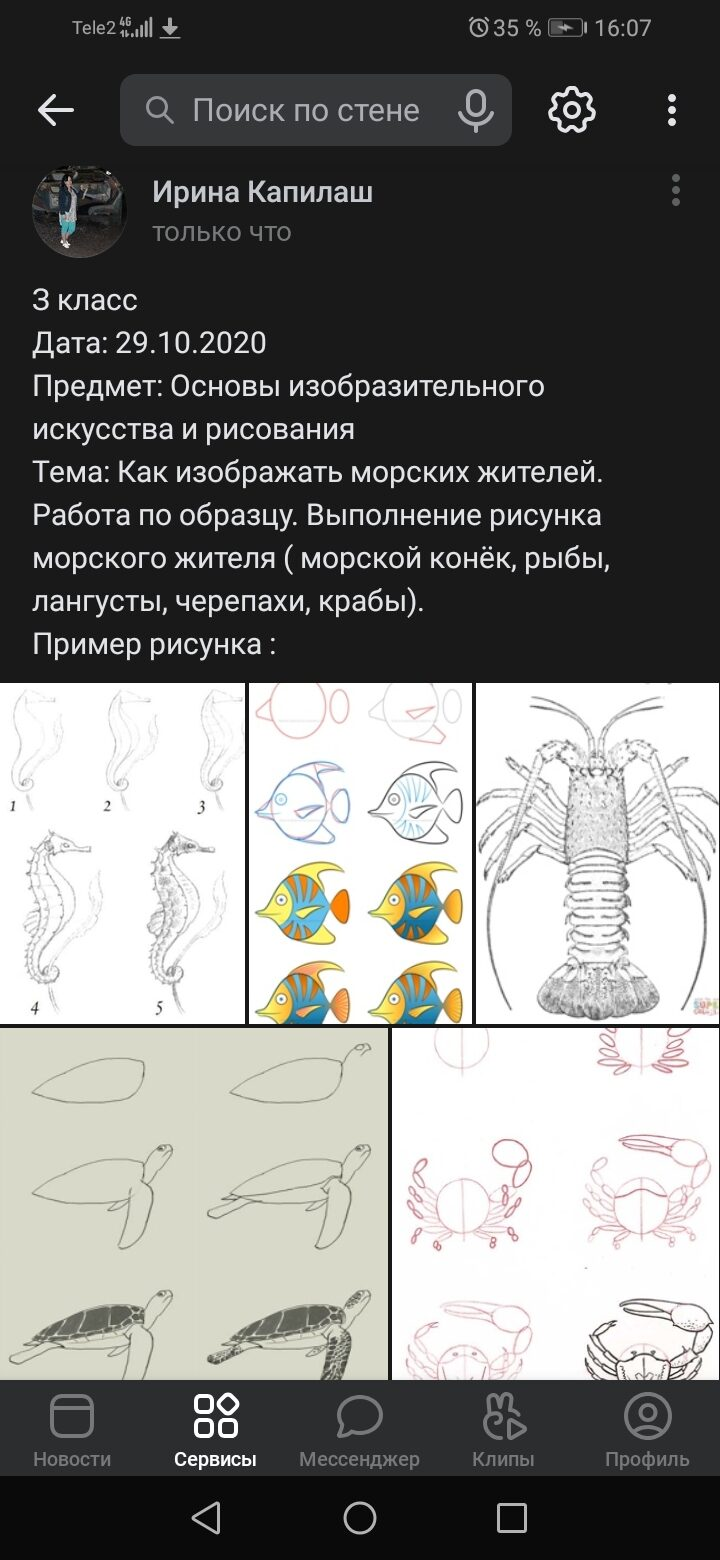 Tele2 4G 35 % 16:07
Поиск по стене
Ирина Капилаш
только что
3 класс
Дата: 29.10.2020
Предмет: Основы изобразительного
искусства и рисования
Тема: Как изображать морских жителей.
Работа по образцу. Выполнение рисунка
морского жителя ( морской конёк, рыбы,
лангусты, черепахи, крабы).
Пример рисунка :
1 2 3
4 5
Новости Сервисы Мессенджер Клипы Профиль